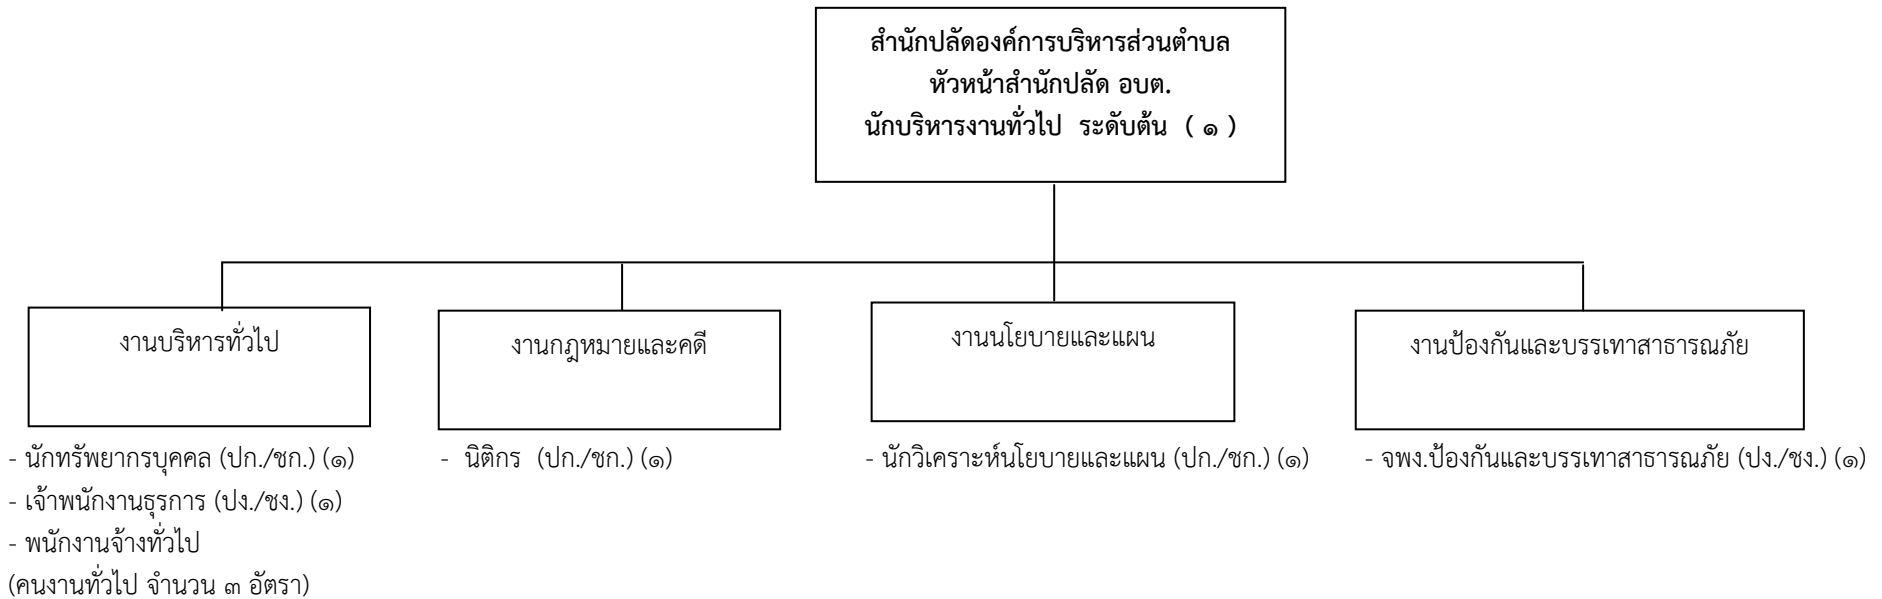 สำนักปลัดองค์การบริหารส่วนตำบล
หัวหน้าสำนักปลัด อบต.
นักบริหารงานทั่วไป ระดับต้น ( ๑ )
งานบริหารทั่วไป
- นักทรัพยากรบุคคล (ปก./ชก.) (๑)
- เจ้าพนักงานธุรการ (ปง./ชง.) (๑)
- พนักงานจ้างทั่วไป
(คนงานทั่วไป จำนวน ๓ อัตรา)
งานกฎหมายและคดี
- นิติกร (ปก./ชก.) (๑)
งานนโยบายและแผน
- นักวิเคราะห์นโยบายและแผน (ปก./ชก.) (๑)
งานป้องกันและบรรเทาสาธารณภัย
- จพง.ป้องกันและบรรเทาสาธารณภัย (ปง./ชง.) (๑)